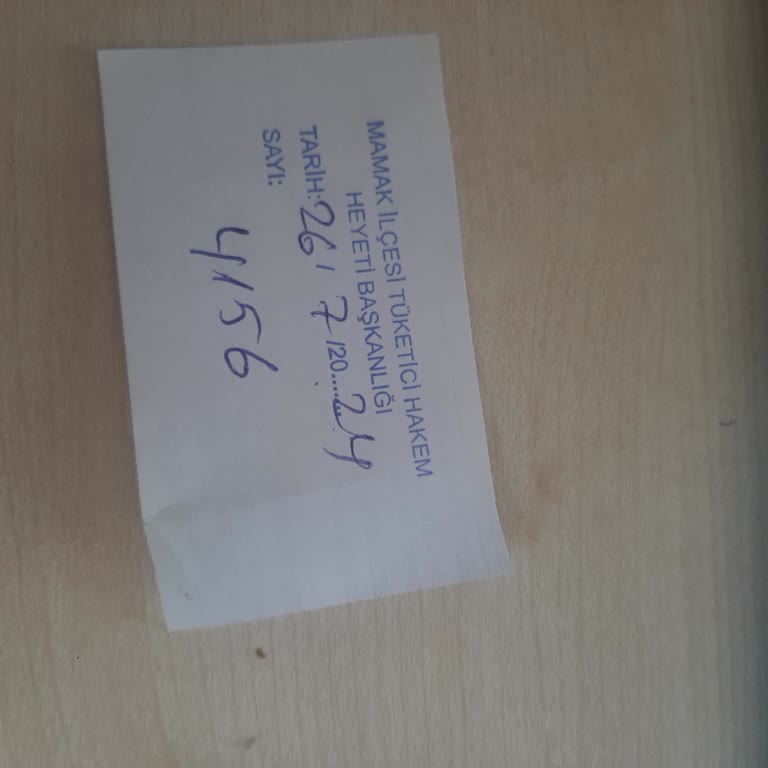 MAMAK İLÇESİ TÜKETİCİ HAKEM
HEYETİ BAŞKANLIĞI
TARİH: 26 / 7 /20.....24
SAYI:
4156